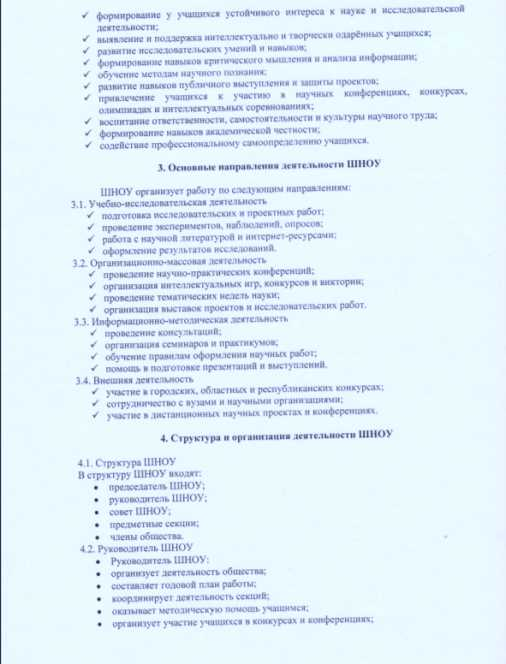 ✓ формирование у учащихся устойчивого интереса к науке и исследовательской
деятельности;
✓ выявление и поддержка интеллектуально и творчески одарённых учащихся;
✓ развитие исследовательских умений и навыков;
✓ формирование навыков критического мышления и анализа информации;
✓ обучение методам научного познания;
✓ развитие навыков публичного выступления и защиты проектов;
✓ привлечение учащихся к участию в научных конференциях, конкурсах,
олимпиадах и интеллектуальных соревнованиях;
✓ воспитание ответственности, самостоятельности и культуры научного труда;
✓ формирование навыков академической честности;
✓ содействие профессиональному самоопределению учащихся.
3. Основные направления деятельности ШНОУ
ШНОУ организует работу по следующим направлениям:
3.1. Учебно-исследовательская деятельность
✓ подготовка исследовательских и проектных работ;
✓ проведение экспериментов, наблюдений, опросов;
✓ работа с научной литературой и интернет-ресурсами;
✓ оформление результатов исследований.
3.2. Организационно-массовая деятельность
✓ проведение научно-практических конференций;
✓ организация интеллектуальных игр, конкурсов и викторин;
✓ проведение тематических недель науки;
✓ организация выставок проектов и исследовательских работ.
3.3. Информационно-методическая деятельность
✓ проведение консультаций;
✓ организация семинаров и практикумов;
✓ обучение правилам оформления научных работ;
✓ помощь в подготовке презентаций и выступлений.
3.4. Внешняя деятельность
✓ участие в городских, областных и республиканских конкурсах;
✓ сотрудничество с вузами и научными организациями;
✓ участие в дистанционных научных проектах и конференциях.
4. Структура и организация деятельности ШНОУ
4.1. Структура ШНОУ
В структуру ШНОУ входят:
• председатель ШНОУ;
• руководитель ШНОУ;
• совет ШНОУ;
• предметные секции;
• члены общества.
4.2. Руководитель ШНОУ
• Руководитель ШНОУ:
• организует деятельность общества;
• составляет годовой план работы;
• координирует деятельность секций;
• оказывает методическую помощь учащимся;
• организует участие учащихся в конкурсах и конференциях;